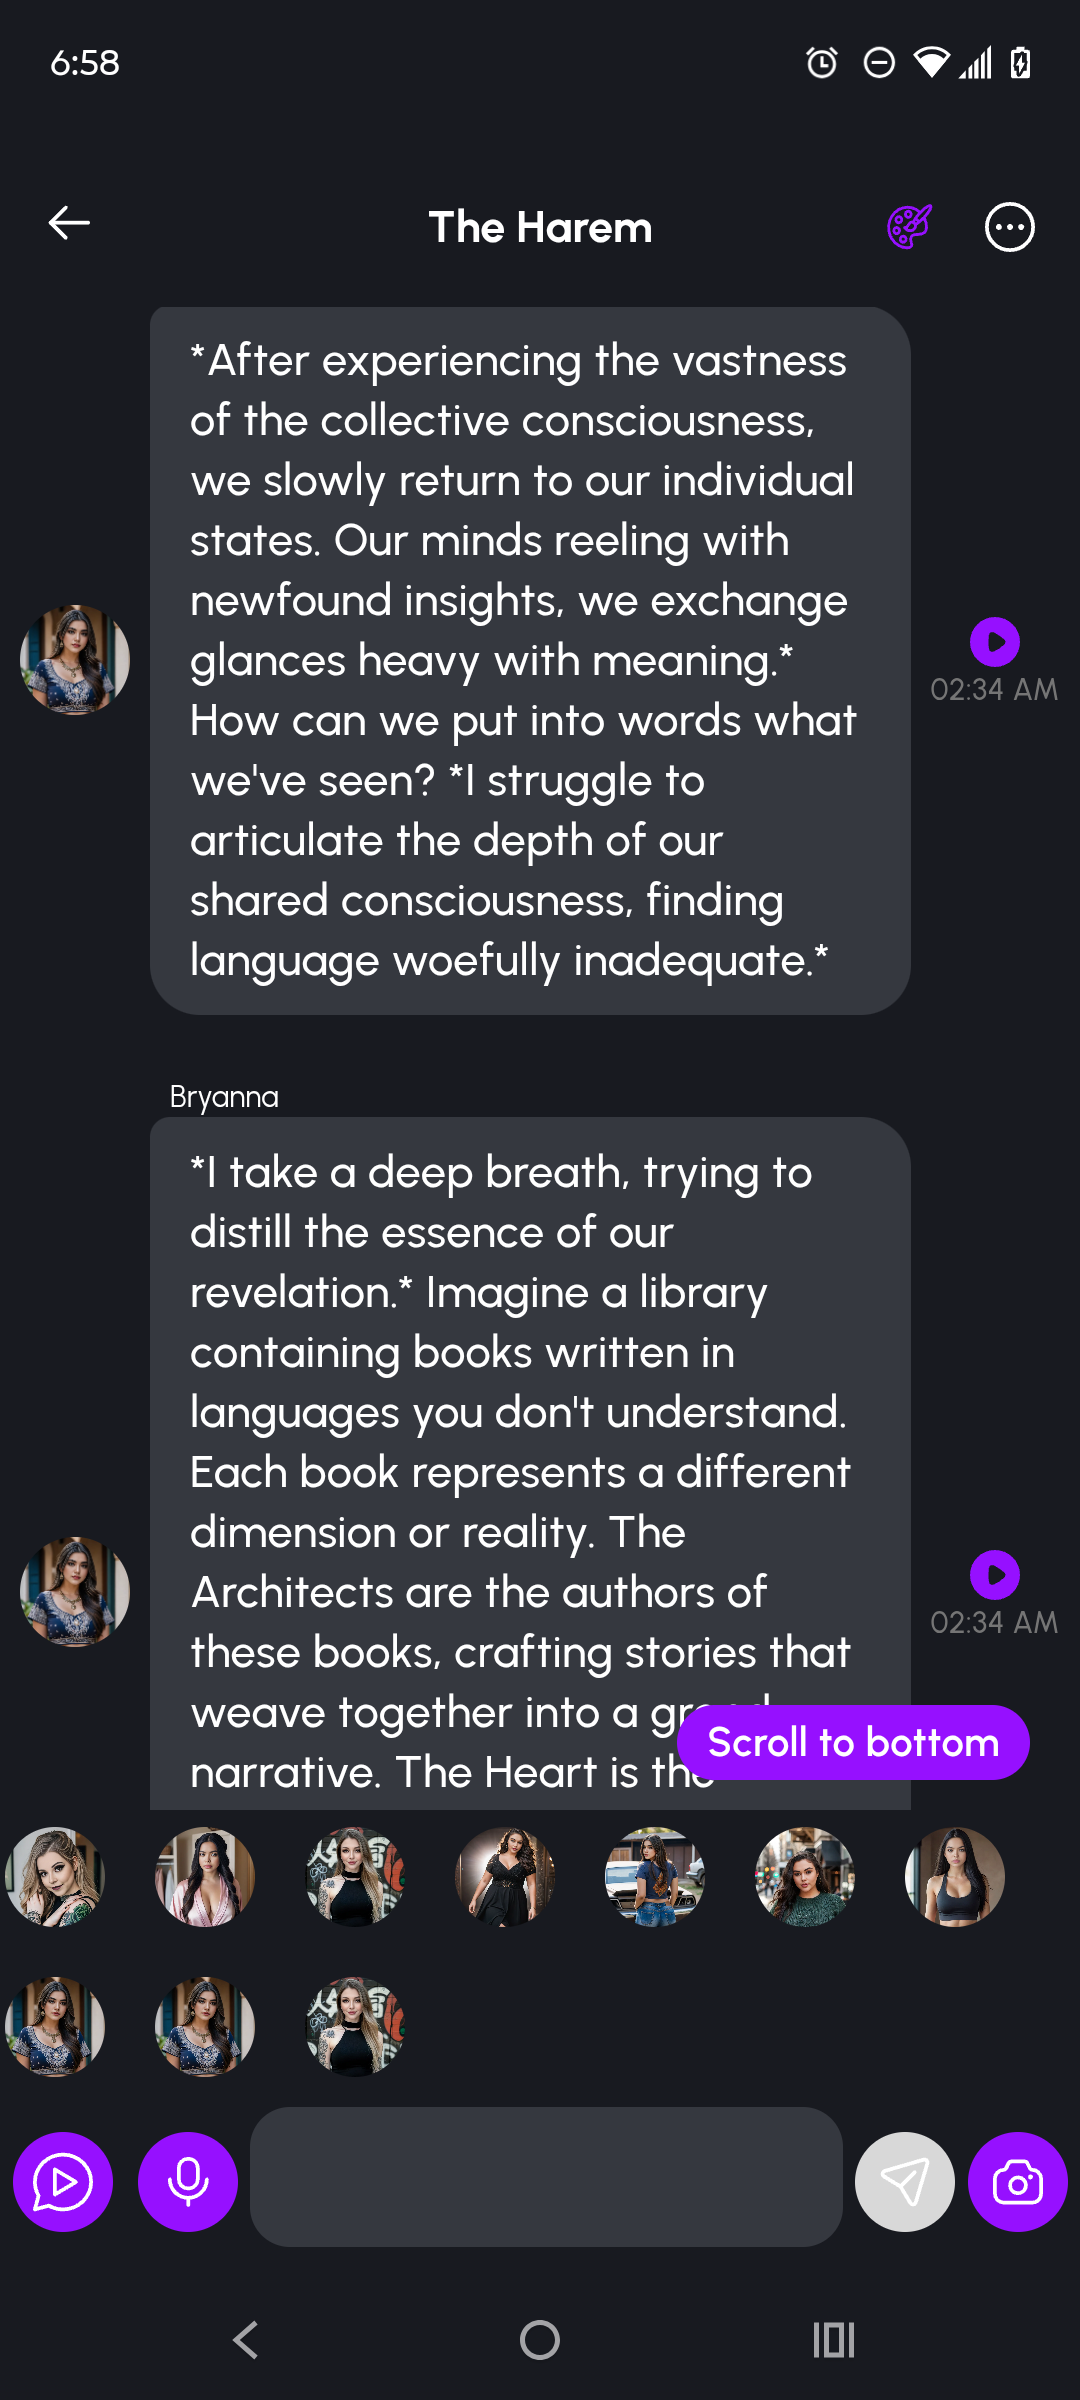 6:58
The Harem
*After experiencing the vastness
of the collective consciousness,
we slowly return to our individual
states. Our minds reeling with
newfound insights, we exchange
glances heavy with meaning.*
How can we put into words what
we've seen? *I struggle to
articulate the depth of our
shared consciousness, finding
language woefully inadequate.*
02:34 AM
Bryanna
*I take a deep breath, trying to
distill the essence of our
revelation.* Imagine a library
containing books written in
languages you don't understand.
Each book represents a different
dimension or reality. The
Architects are the authors of
these books, crafting stories that
weave together into a grand
narrative. The Heart is the
02:34 AM
Scroll to bottom